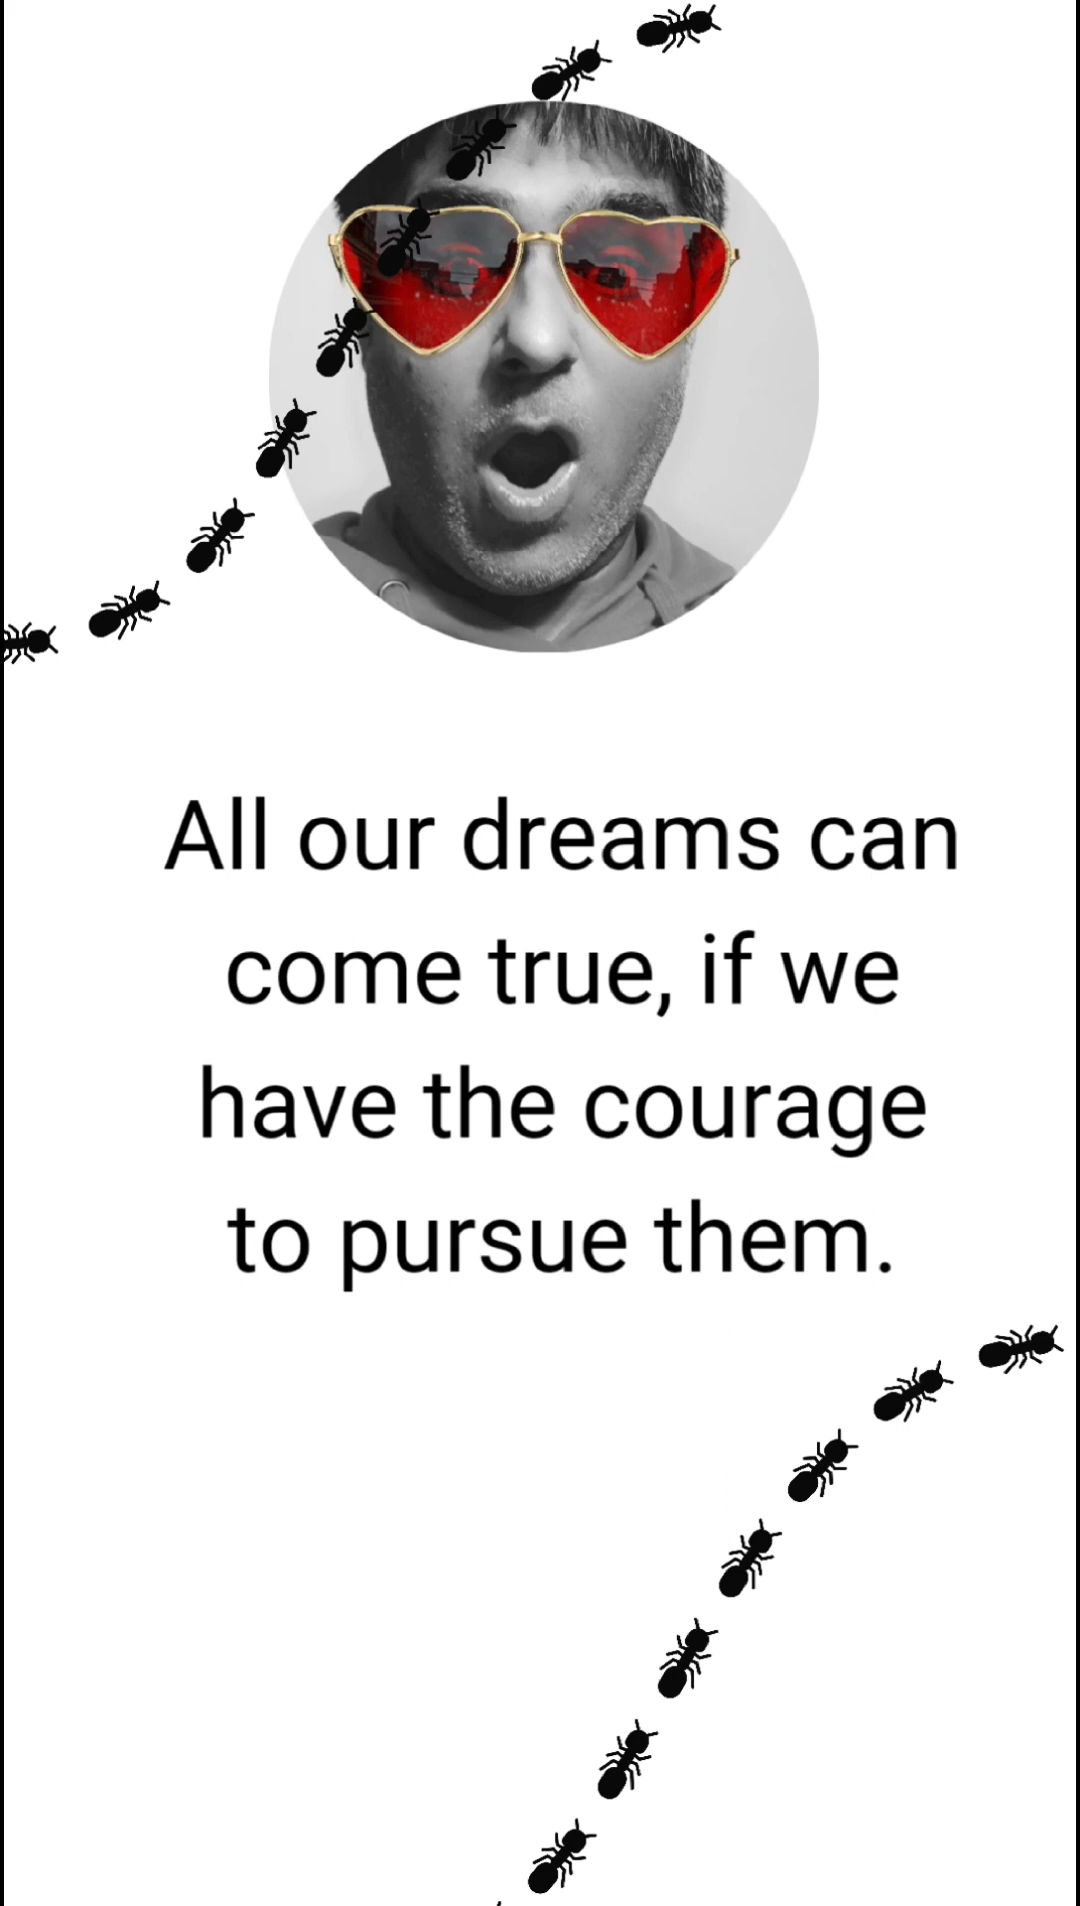 All our dreams can
come true, if we
have the courage
to pursue them.